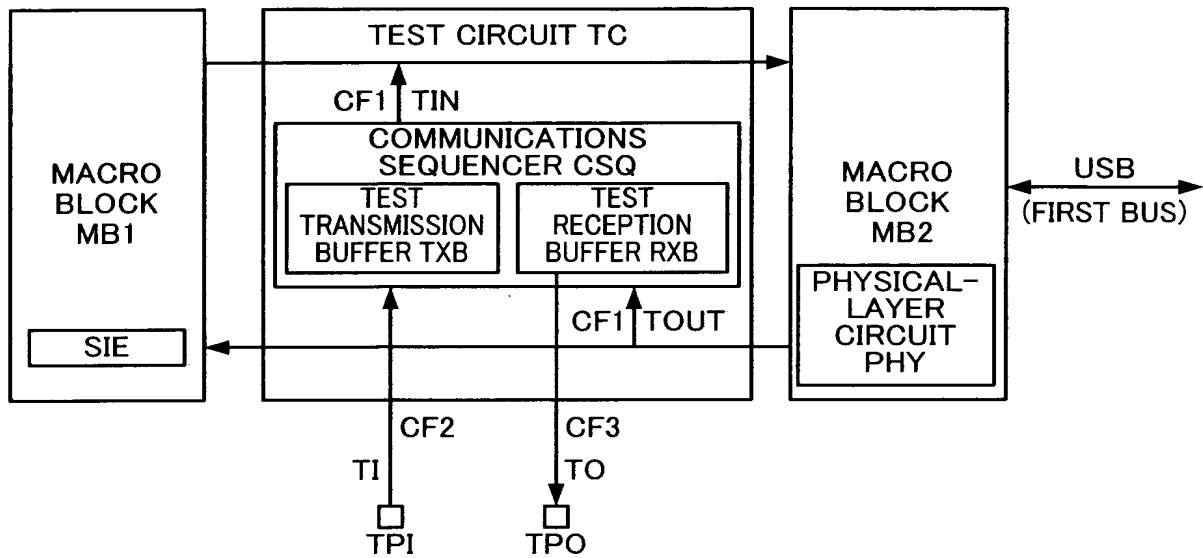 TEST CIRCUIT TC
CF1 TIN
COMMUNICATIONS
SEQUENCER CSQ
TEST
TRANSMISSION
BUFFER TXB
TEST
RECEPTION
BUFFER RXB
CF1 TOUT
MACRO
BLOCK
MB1
SIE
MACRO
BLOCK
MB2
PHYSICAL-
LAYER
CIRCUIT
PHY
USB
(FIRST BUS)
CF2
TI
TPI
CF3
TO
TPO